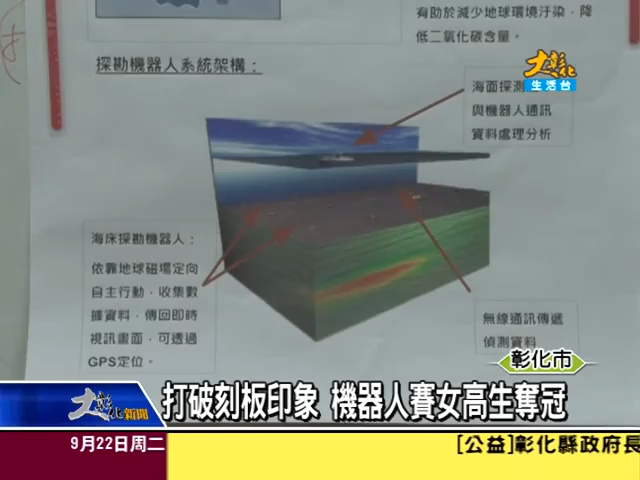 有助於減少地球環境汙染，降
低二氧化碳含量。
探勘機器人系統架構：
大彰化
生活台
海面探測
與機器人通訊
資料處理分析
海床探勘機器人：
依靠地球磁場定向
自主行動，收集數
據資料，傳回即時
視訊畫面，可透過
GPS定位。
無線通訊傳遞
偵測資料
彰化市
大彰化新聞
打破刻板印象 機器人賽女高生奪冠
9月22日周二
[公益]彰化縣政府長